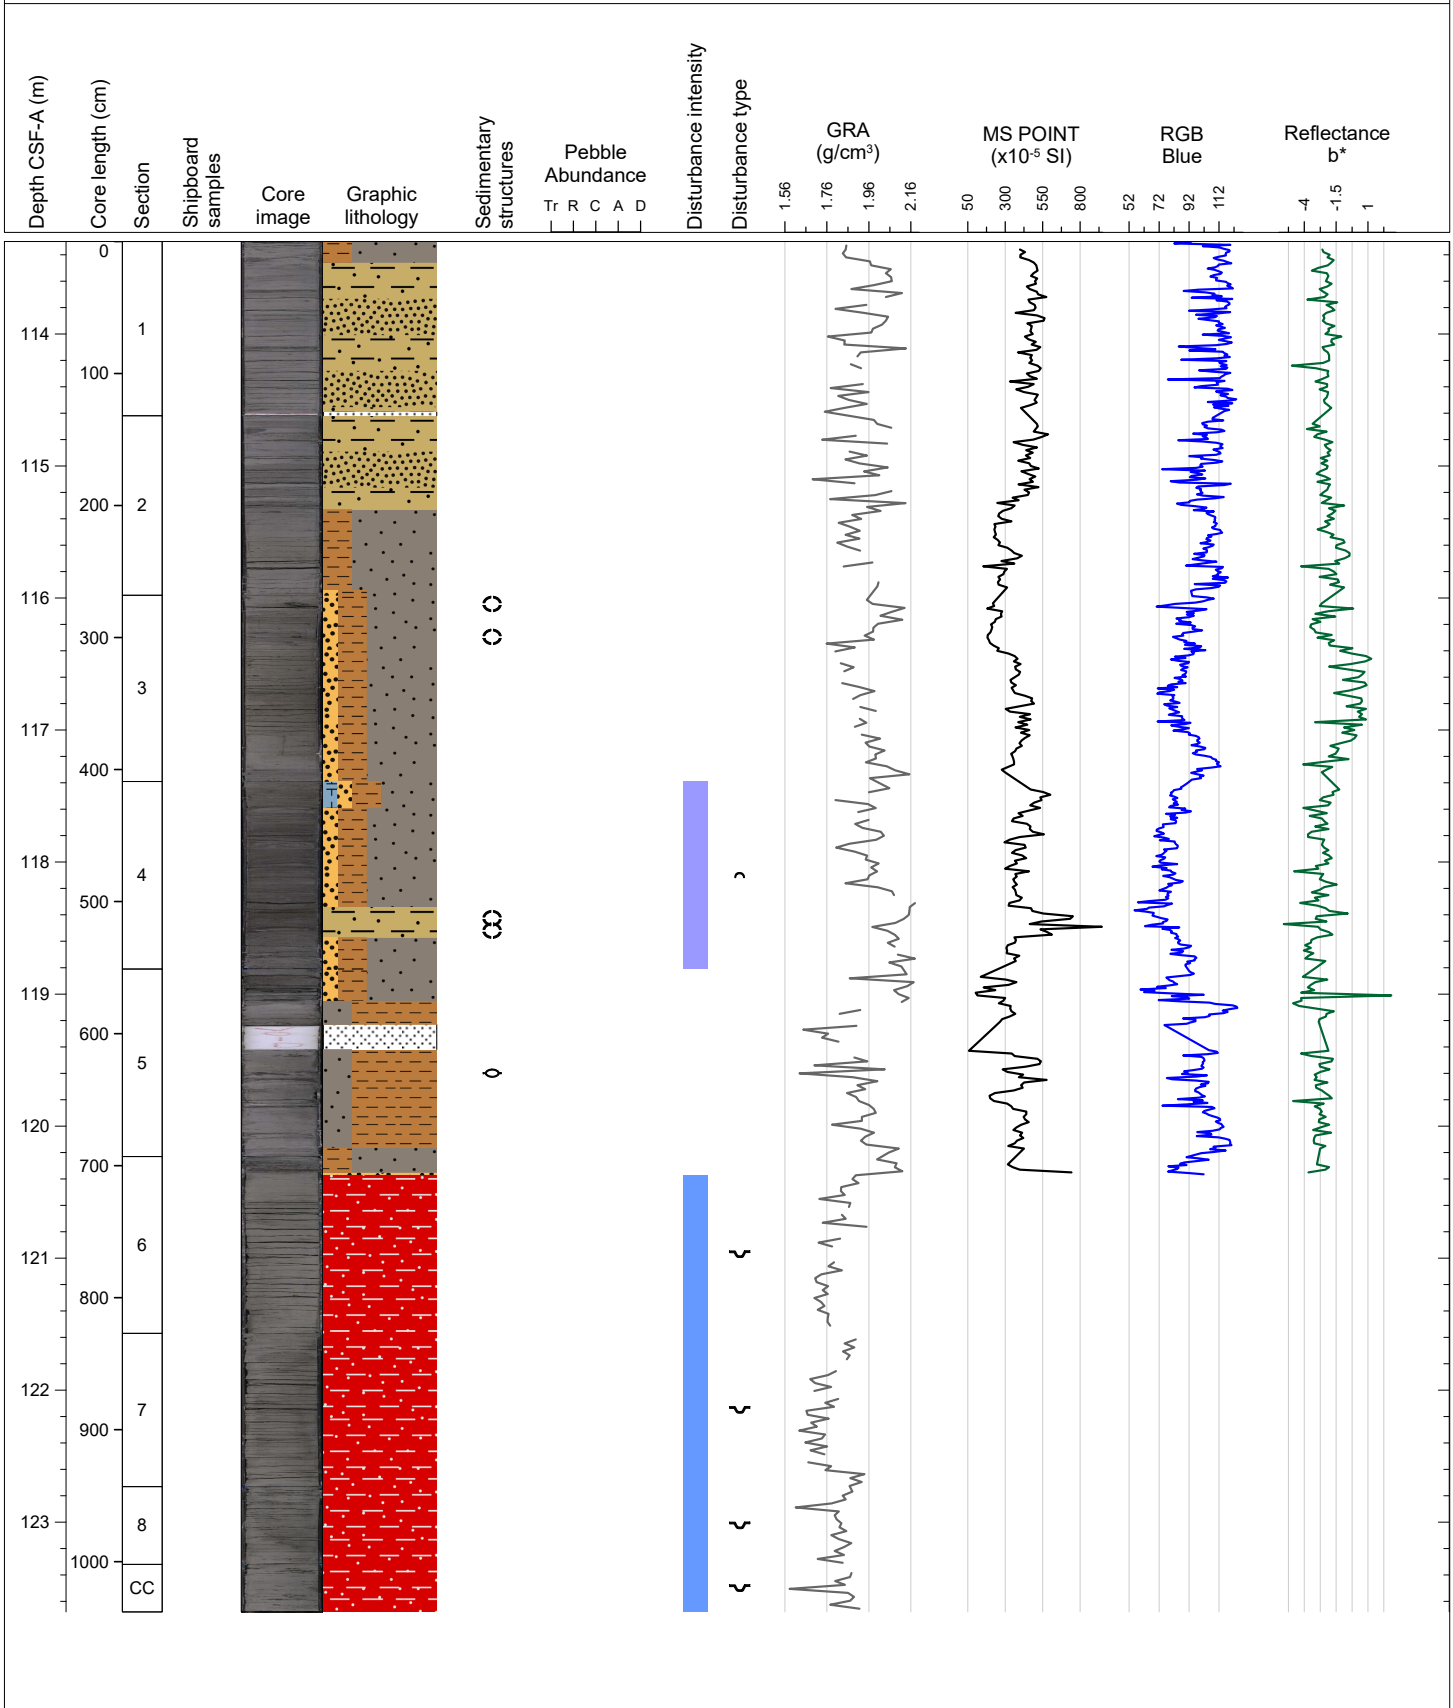 Depth CSF-A (m)
Core length (cm)
Section
Shipboard
samples
Core
image
Graphic
lithology
Sedimentary
structures
Pebble
Abundance
Tr R C A D
Disturbance intensity
Disturbance type
GRA
(g/cm³)
1.56 1.76 1.96 2.16
MS POINT
(x10⁻⁵ SI)
50 300 550 800
RGB
Blue
52 72 92 112
Reflectance
b*
-4 -1.5 1
0
1
114
100
115
2
200
116
300
3
117
400
4
118
500
119
600
5
120
700
6
121
800
122
7
900
123
8
1000
CC